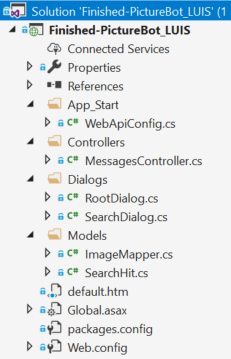 Solution 'Finished-PictureBot_LUIS' (1
Finished-PictureBot_LUIS
Connected Services
Properties
References
App_Start
C# WebApiConfig.cs
Controllers
C# MessagesController.cs
Dialogs
C# RootDialog.cs
C# SearchDialog.cs
Models
C# ImageMapper.cs
C# SearchHit.cs
default.htm
Global.asax
packages.config
Web.config